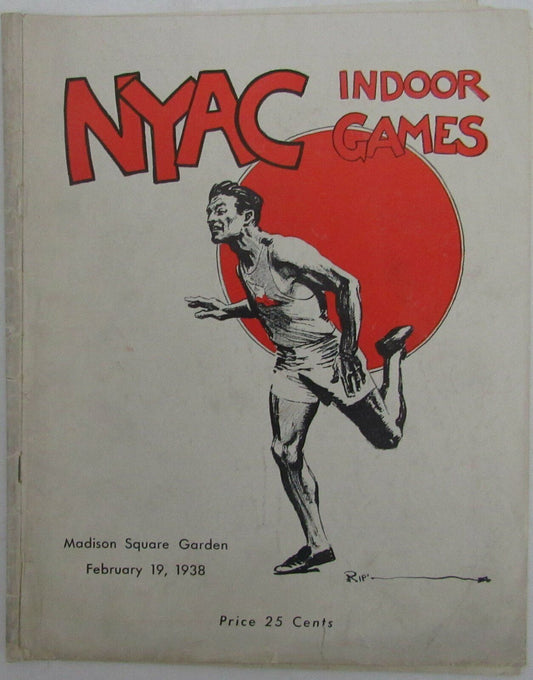 NYAC
INDOOR
GAMES
Madison Square Garden
February 19, 1938
RIP'
Price 25 Cents